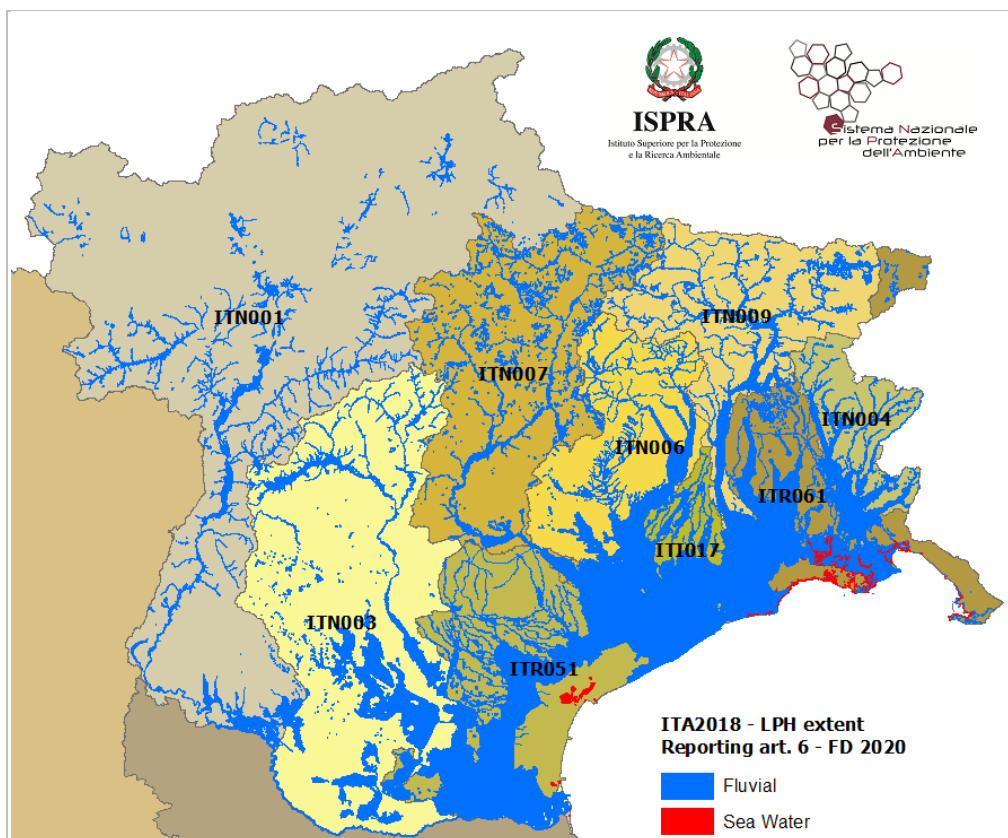 ISPRA
Istituto Superiore per la Protezione
e la Ricerca Ambientale
Sistema Nazionale
per la Protezione
dell'Ambiente
ITN001
ITN009
ITN007
ITN004
ITN006
ITR061
ITI017
ITN003
ITR051
ITA2018 - LPH extent
Reporting art. 6 - FD 2020
Fluvial
Sea Water